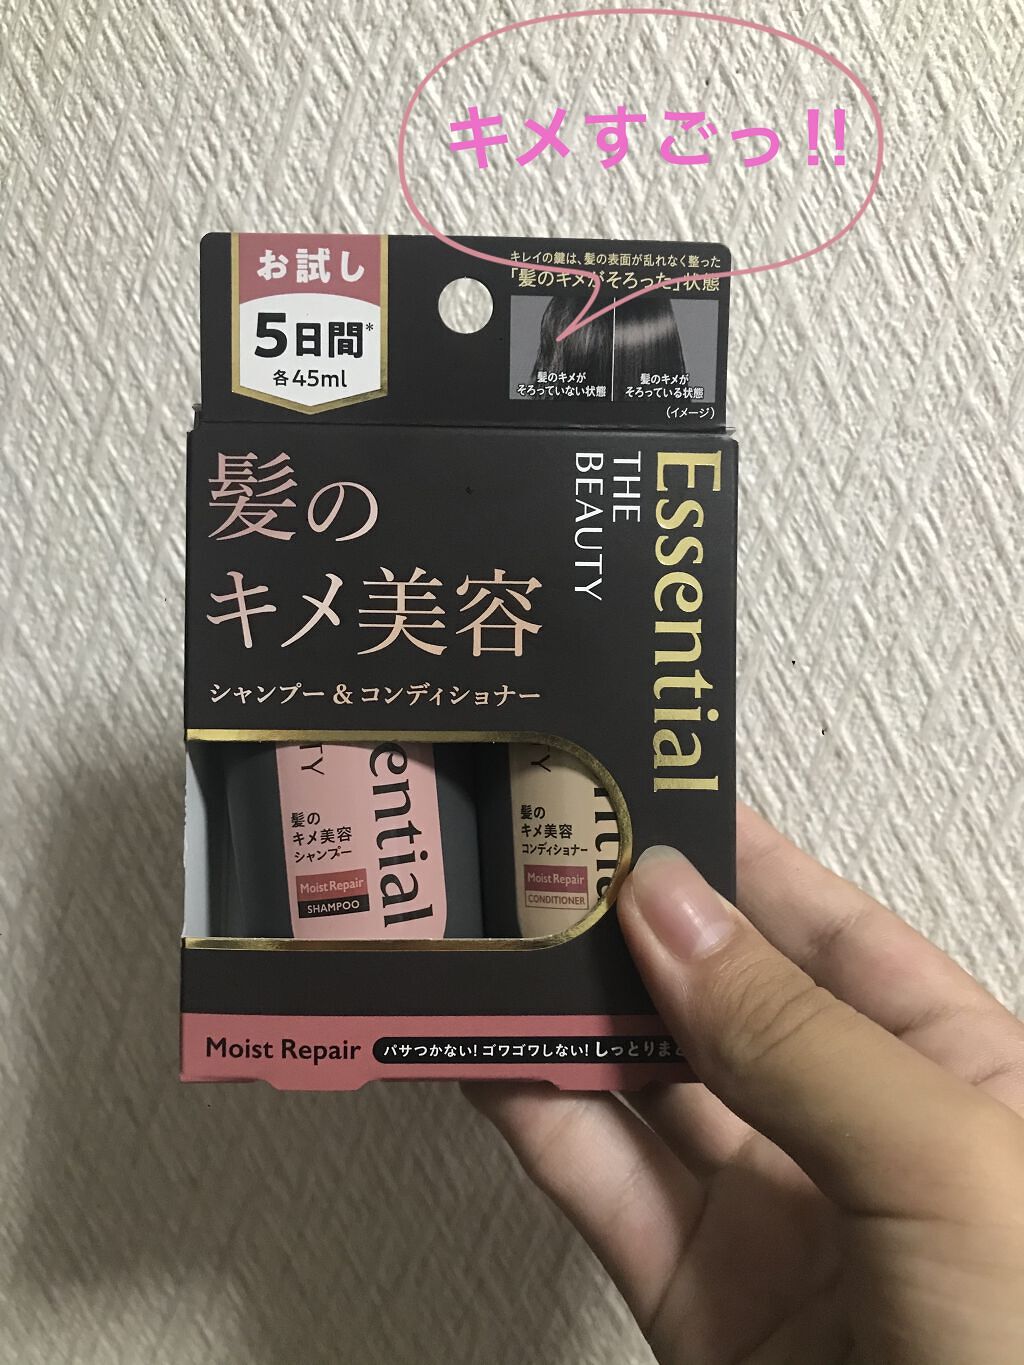 キメすごっ!!
お試し
5日間*
各45ml
キレイの鍵は、髪の表面が乱れなく整った
「髪のキメがそろった」状態
髪のキメが
そろっていない状態
髪のキメが
そろっている状態
(イメージ)
Essential
THE
BEAUTY
髪の
キメ美容
シャンプー&コンディショナー
ential
TY
髪の
キメ美容
シャンプー
Moist Repair
SHAMPOO
TY
髪の
キメ美容
コンディショナー
Moist Repair
CONDITIONER
Moist Repair
パサつかない!ゴワゴワしない!しっとりまと